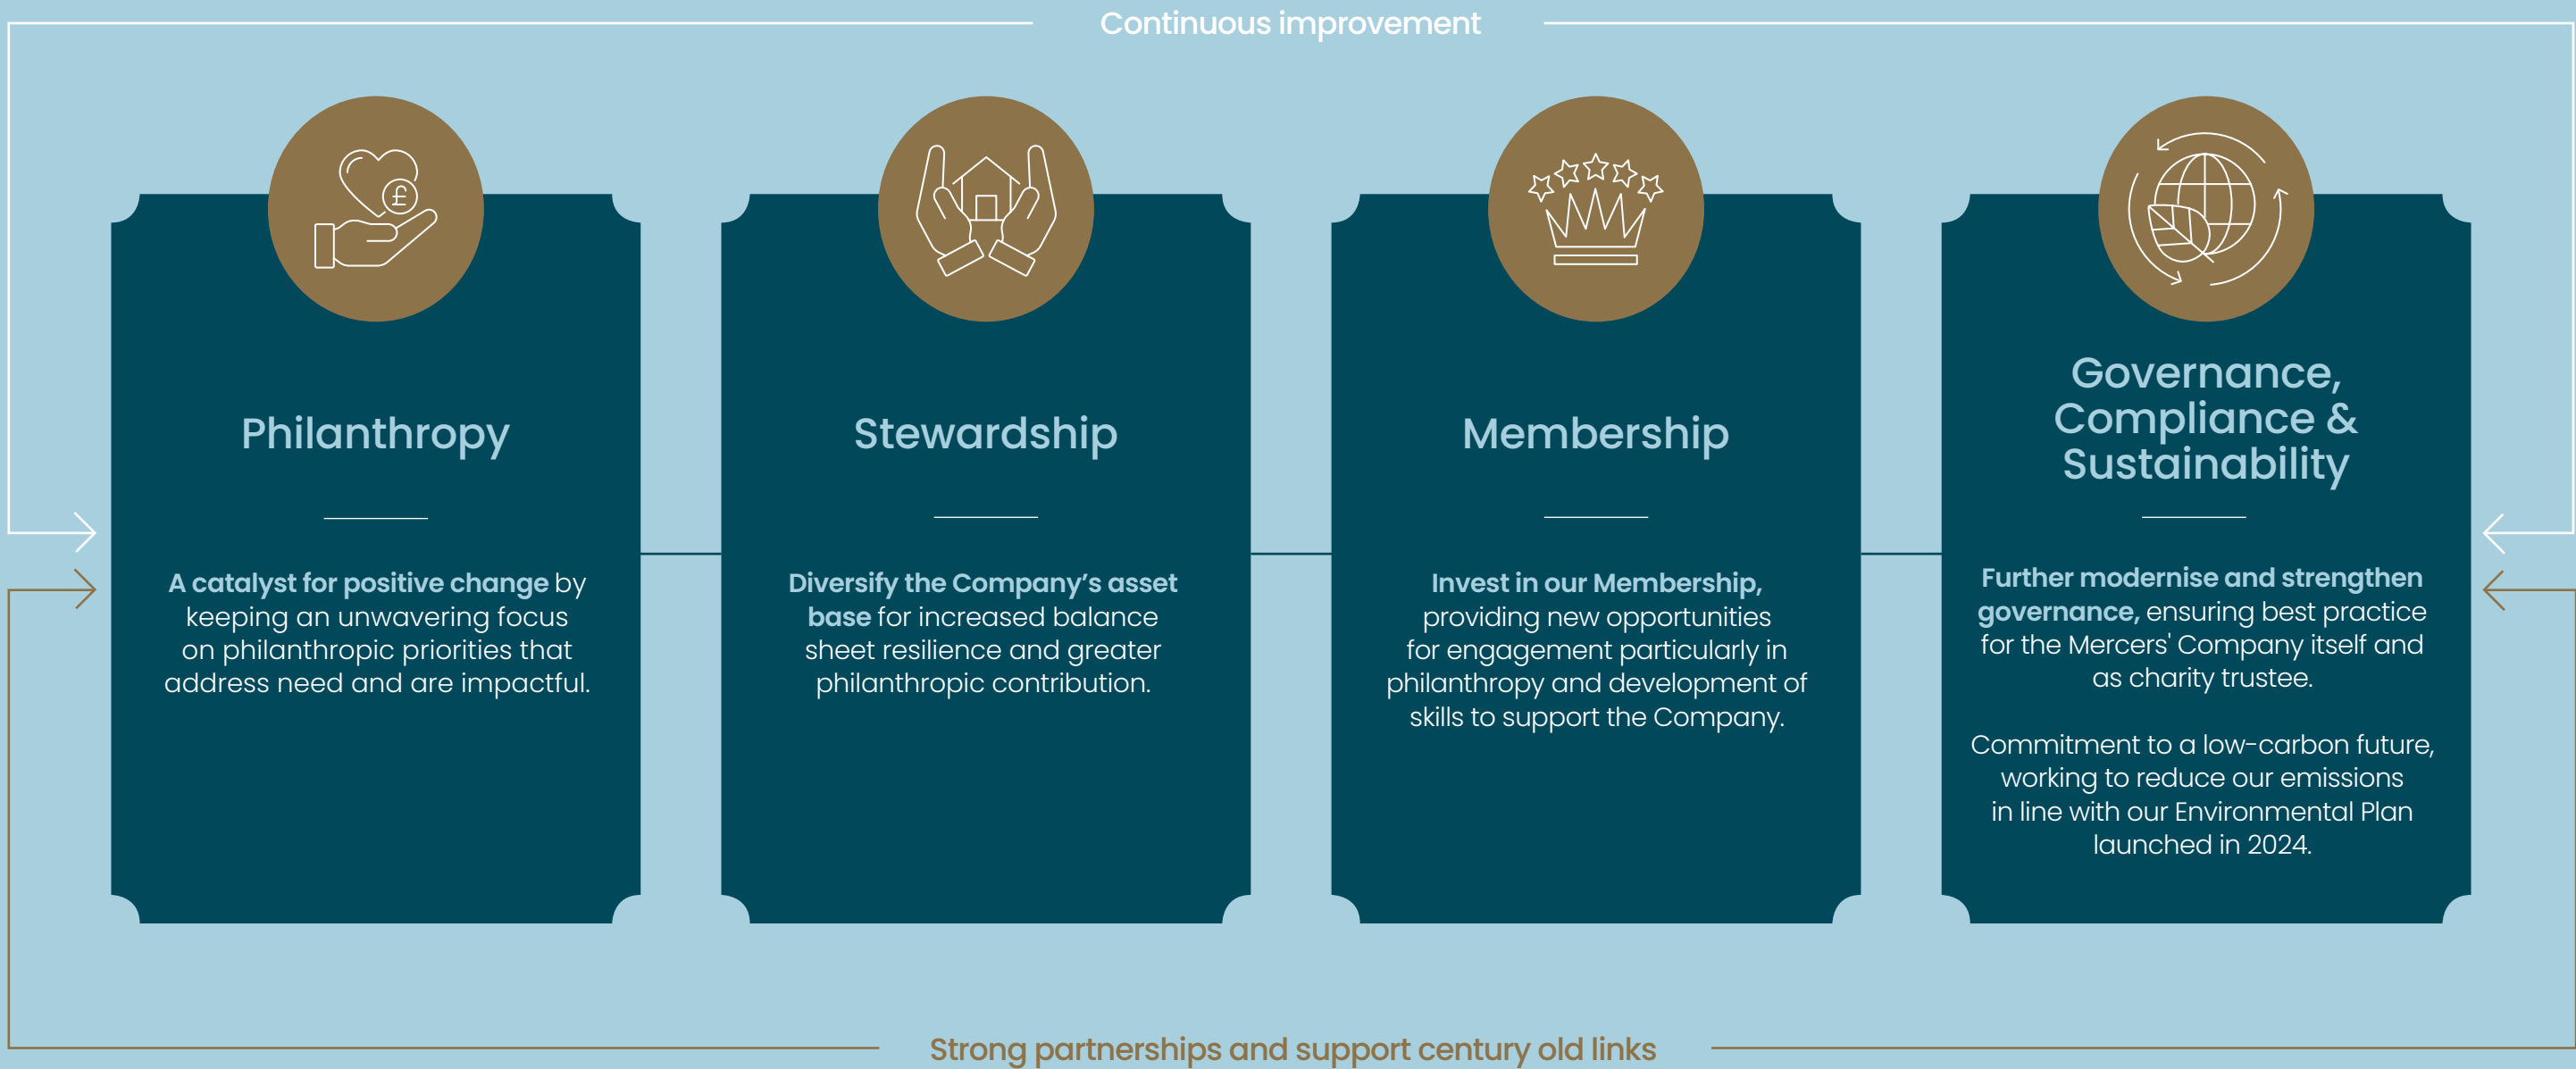 Continuous improvement
£
Philanthropy
A catalyst for positive change by
keeping an unwavering focus
on philanthropic priorities that
address need and are impactful.
Stewardship
Diversify the Company’s asset
base for increased balance
sheet resilience and greater
philanthropic contribution.
Membership
Invest in our Membership,
providing new opportunities
for engagement particularly in
philanthropy and development of
skills to support the Company.
Governance,
Compliance &
Sustainability
Further modernise and strengthen
governance, ensuring best practice
for the Mercers' Company itself and
as charity trustee.
Commitment to a low-carbon future,
working to reduce our emissions
in line with our Environmental Plan
launched in 2024.
Strong partnerships and support century old links